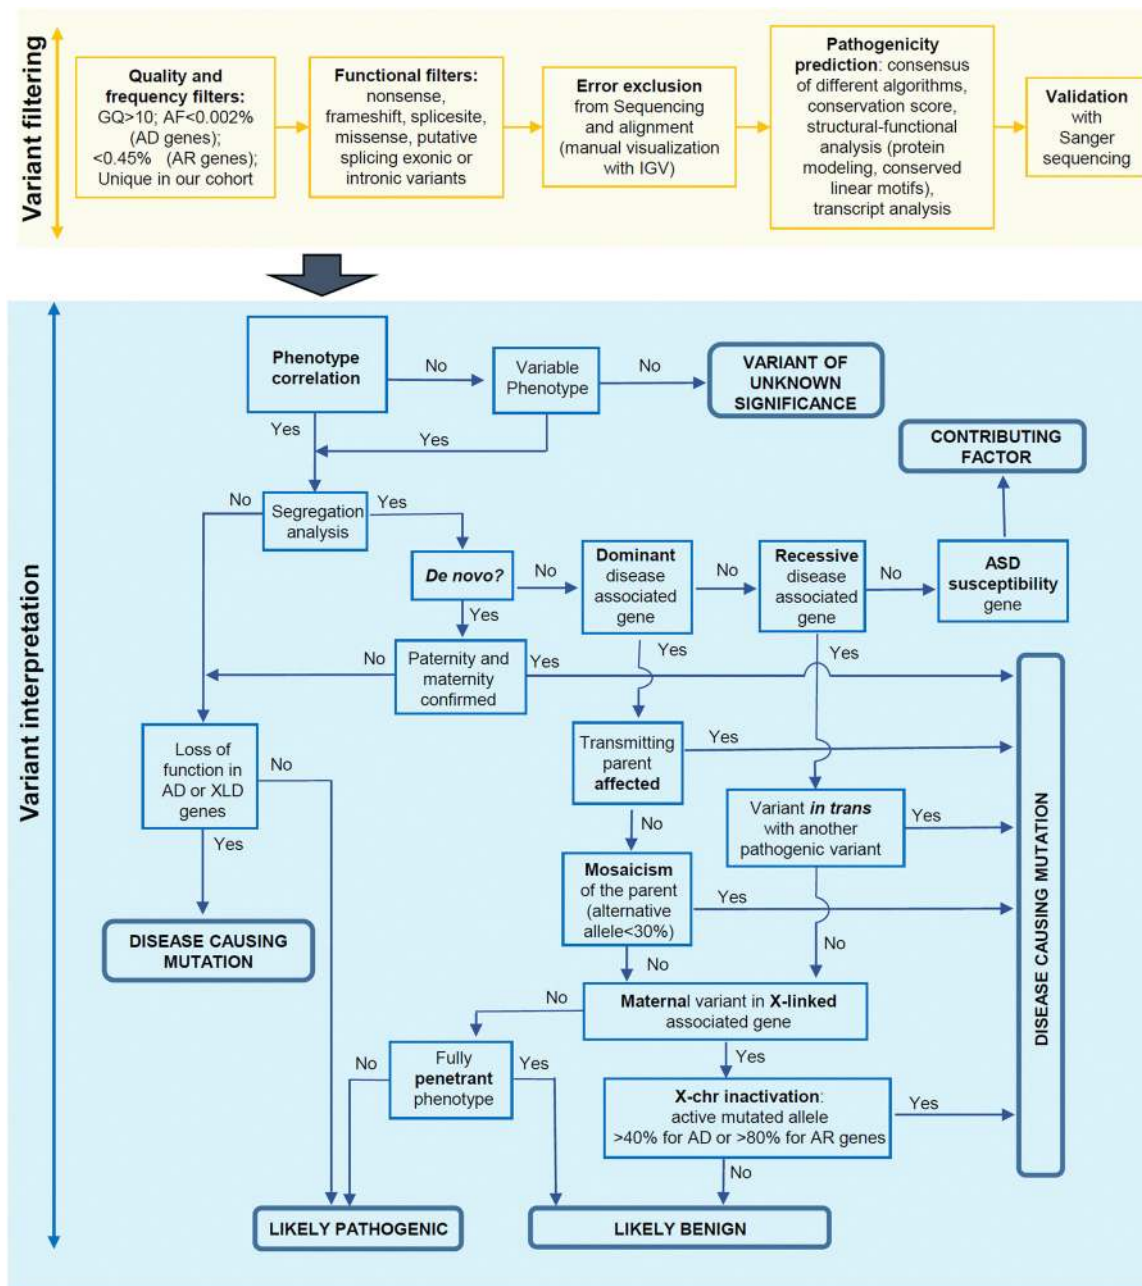 Variant filtering
Quality and
frequency filters:
GQ>10; AF<0.002%
(AD genes);
<0.45% (AR genes);
Unique in our cohort
Functional filters:
nonsense,
frameshift, splicesite,
missense, putative
splicing exonic or
intronic variants
Error exclusion
from Sequencing
and alignment
(manual visualization
with IGV)
Pathogenicity
prediction: consensus
of different algorithms,
conservation score,
structural-functional
analysis (protein
modeling, conserved
linear motifs),
transcript analysis
Validation
with
Sanger
sequencing
Variant interpretation
Phenotype
correlation
No
Variable
Phenotype
No
VARIANT OF
UNKNOWN
SIGNIFICANCE
Yes
Yes
CONTRIBUTING
FACTOR
No
Segregation
analysis
Yes
De novo?
No
Dominant
disease
associated
gene
No
Recessive
disease
associated
gene
No
ASD
susceptibility
gene
Yes
No
Paternity and
maternity
confirmed
Yes
Yes
Yes
DISEASE CAUSING MUTATION
Loss of
function in
AD or XLD
genes
No
Yes
DISEASE CAUSING
MUTATION
Transmitting
parent
affected
Yes
No
Variant in trans
with another
pathogenic variant
Yes
Mosaicism
of the parent
(alternative
allele<30%)
Yes
No
No
Maternal variant in X-linked
associated gene
No
Yes
Fully
penetrant
phenotype
No
Yes
X-chr inactivation:
active mutated allele
>40% for AD or >80% for AR genes
Yes
No
LIKELY PATHOGENIC
LIKELY BENIGN